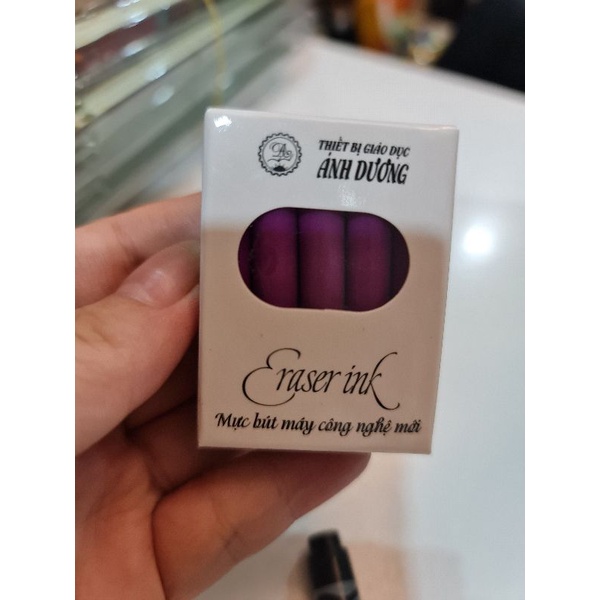 THIẾT BỊ GIÁO DỤC
ÁNH DƯƠNG
Eraser ink
Mực bút máy công nghệ mới